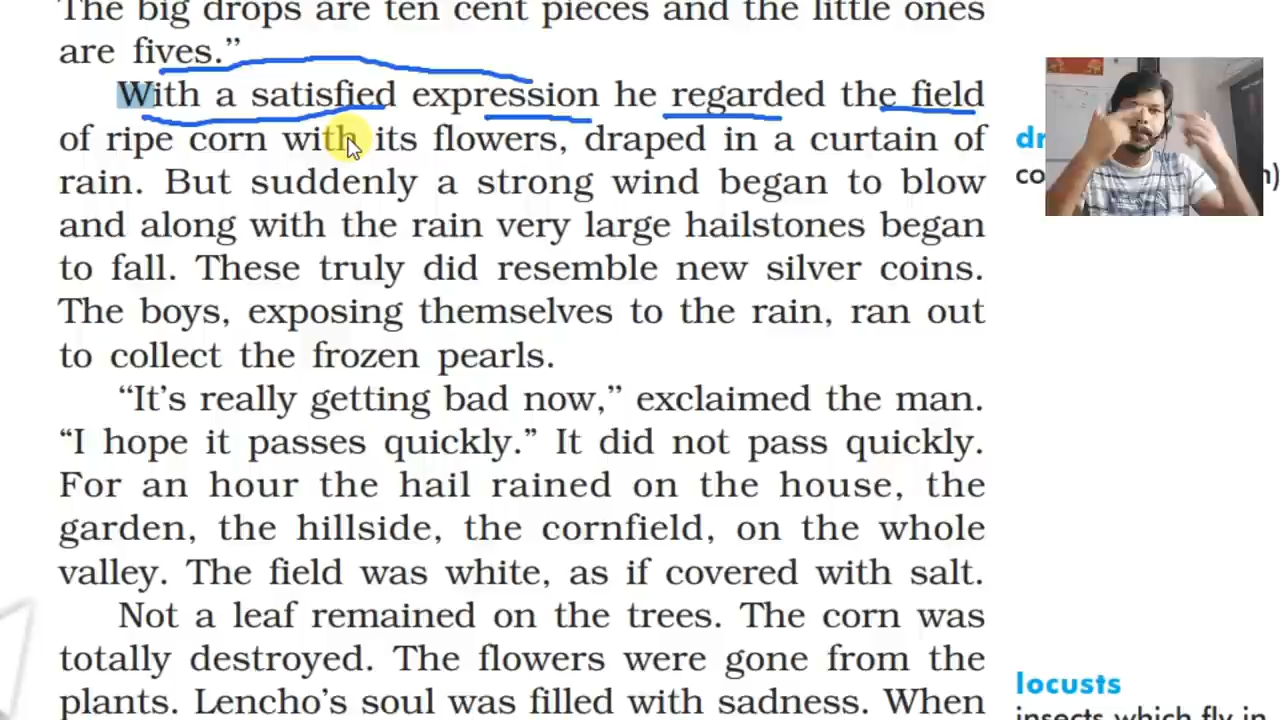 The big drops are ten cent pieces and the little ones
are fives.”
With a satisfied expression he regarded the field
of ripe corn with its flowers, draped in a curtain of
rain. But suddenly a strong wind began to blow
and along with the rain very large hailstones began
to fall. These truly did resemble new silver coins.
The boys, exposing themselves to the rain, ran out
to collect the frozen pearls.
“It’s really getting bad now,” exclaimed the man.
“I hope it passes quickly.” It did not pass quickly.
For an hour the hail rained on the house, the
garden, the hillside, the cornfield, on the whole
valley. The field was white, as if covered with salt.
Not a leaf remained on the trees. The corn was
totally destroyed. The flowers were gone from the
plants. Lencho’s soul was filled with sadness. When
locusts
insects which fly in